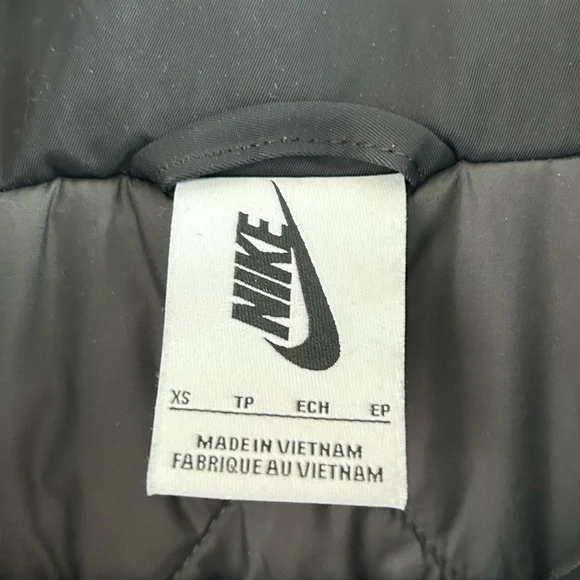 NIKE
XS TP ECH EP
MADE IN VIETNAM
FABRIQUE AU VIETNAM